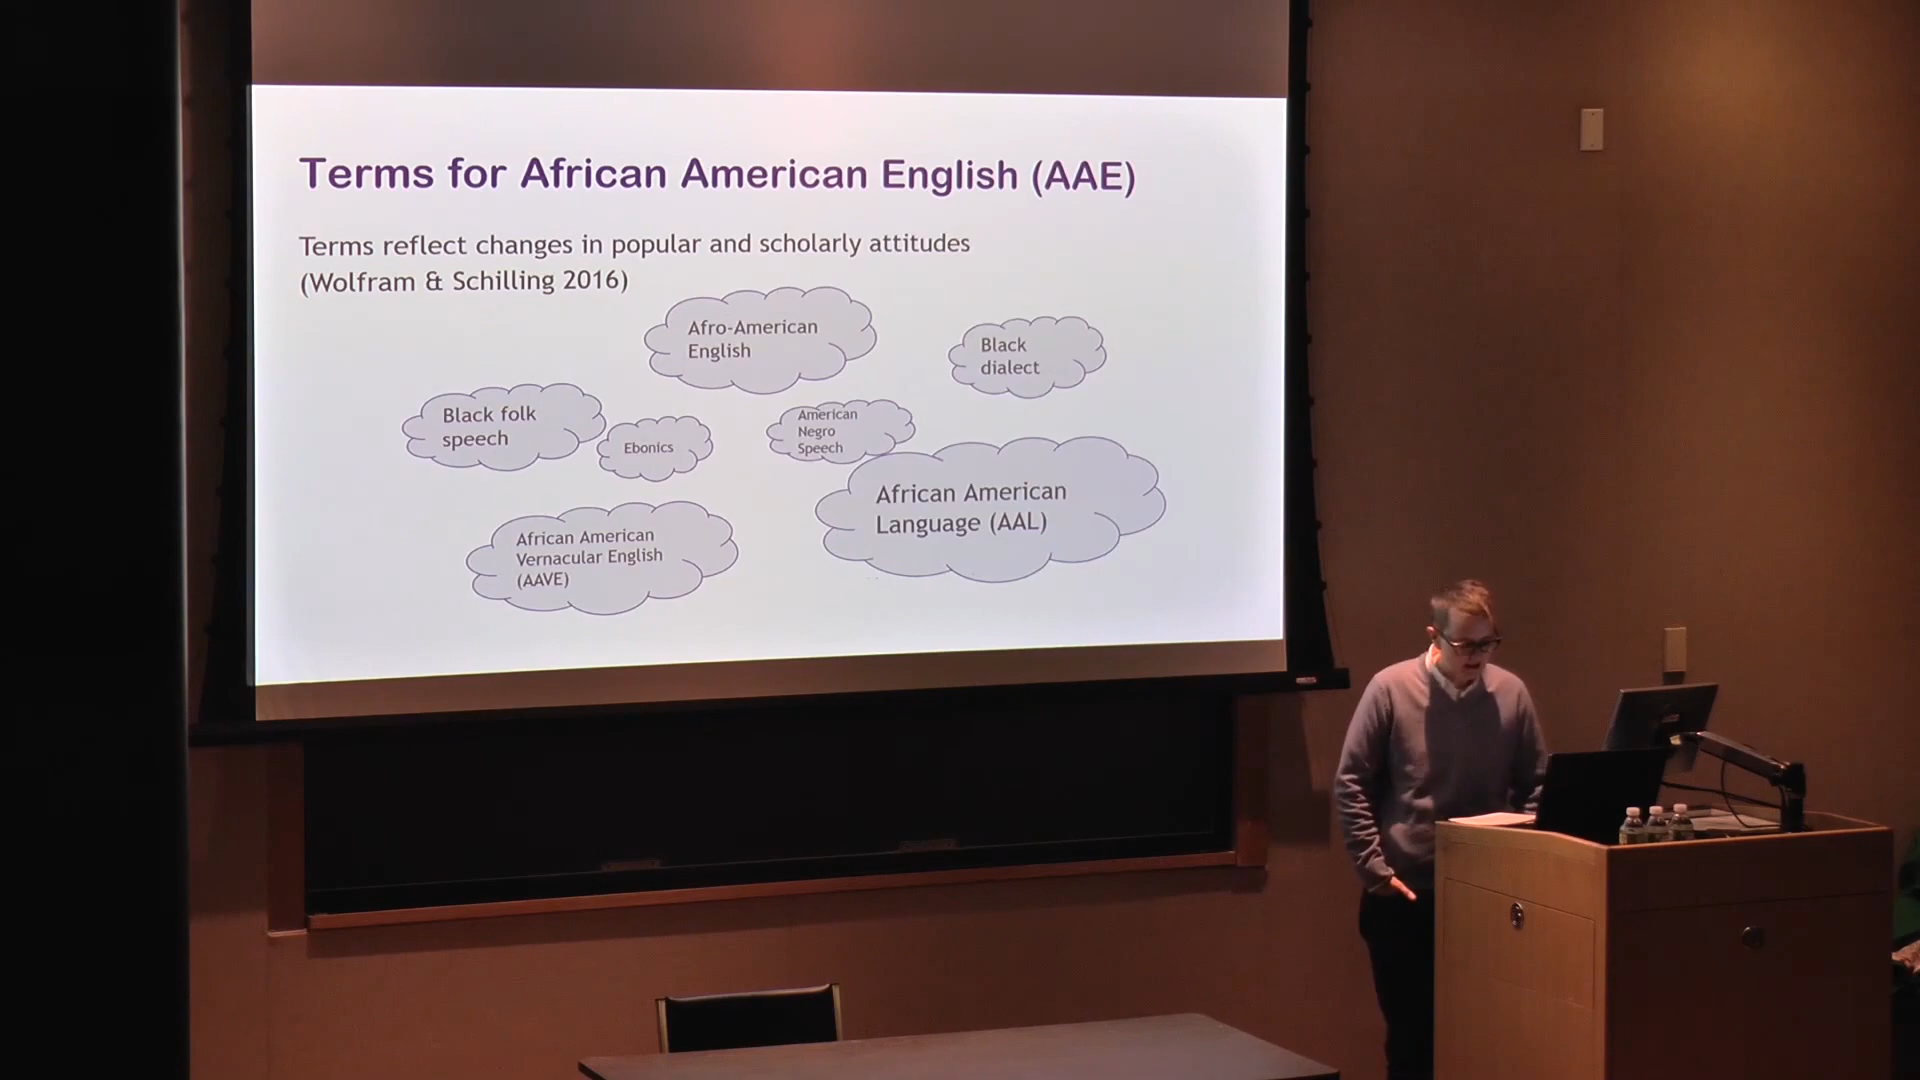 Terms for African American English (AAE)
Terms reflect changes in popular and scholarly attitudes
(Wolfram & Schilling 2016)
Afro-American
English
Black
dialect
Black folk
speech
Ebonics
American
Negro
Speech
African American
Language (AAL)
African American
Vernacular English
(AAVE)